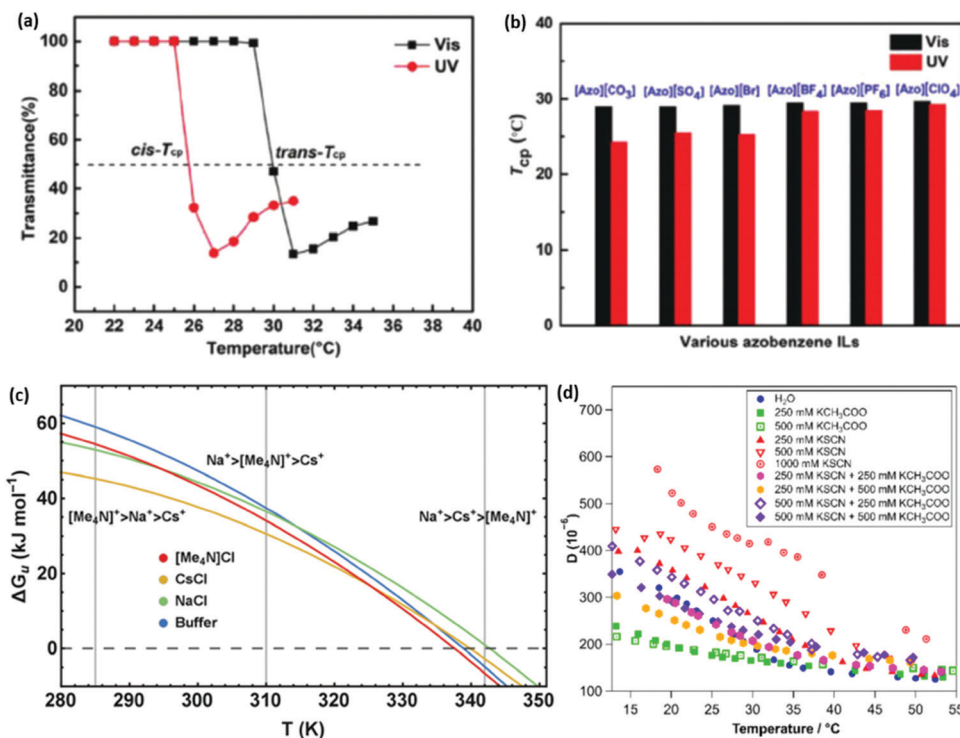 (a)
Transmittance(%)
100
80
60
40
20
0
Vis
UV
cis-Tcp
trans-Tcp
20 22 24 26 28 30 32 34 36 38 40
Temperature(°C)
(b)
Tcp (°C)
40
30
20
10
0
Vis
UV
[Azo][CO3] [Azo][SO4] [Azo][Br] [Azo][BF4] [Azo][PF6] [Azo][ClO4]
Various azobenzene ILs
(c)
ΔGu (kJ mol⁻¹)
60
40
20
0
Na⁺>[Me4N]⁺>Cs⁺
[Me4N]⁺>Na⁺>Cs⁺
Na⁺>Cs⁺>[Me4N]⁺
[Me4N]Cl
CsCl
NaCl
Buffer
280 290 300 310 320 330 340 350
T (K)
(d)
D (10⁻⁶)
700
600
500
400
300
200
100
H2O
250 mM KCH3COO
500 mM KCH3COO
250 mM KSCN
500 mM KSCN
1000 mM KSCN
250 mM KSCN + 250 mM KCH3COO
250 mM KSCN + 500 mM KCH3COO
500 mM KSCN + 250 mM KCH3COO
500 mM KSCN + 500 mM KCH3COO
15 20 25 30 35 40 45 50 55
Temperature / °C